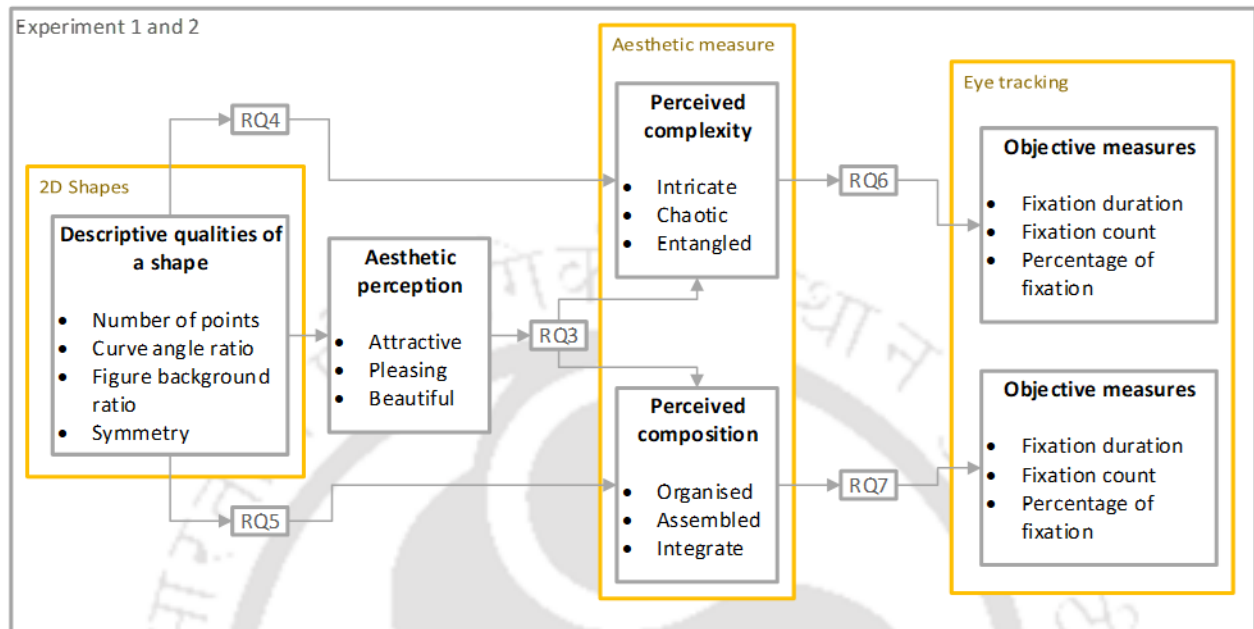 Experiment 1 and 2
RQ4
2D Shapes
Descriptive qualities of
a shape
• Number of points
• Curve angle ratio
• Figure background
ratio
• Symmetry
RQ5
Aesthetic
perception
• Attractive
• Pleasing
• Beautiful
RQ3
Aesthetic measure
Perceived
complexity
• Intricate
• Chaotic
• Entangled
Perceived
composition
• Organised
• Assembled
• Integrate
RQ6
RQ7
Eye tracking
Objective measures
• Fixation duration
• Fixation count
• Percentage of
fixation
Objective measures
• Fixation duration
• Fixation count
• Percentage of
fixation